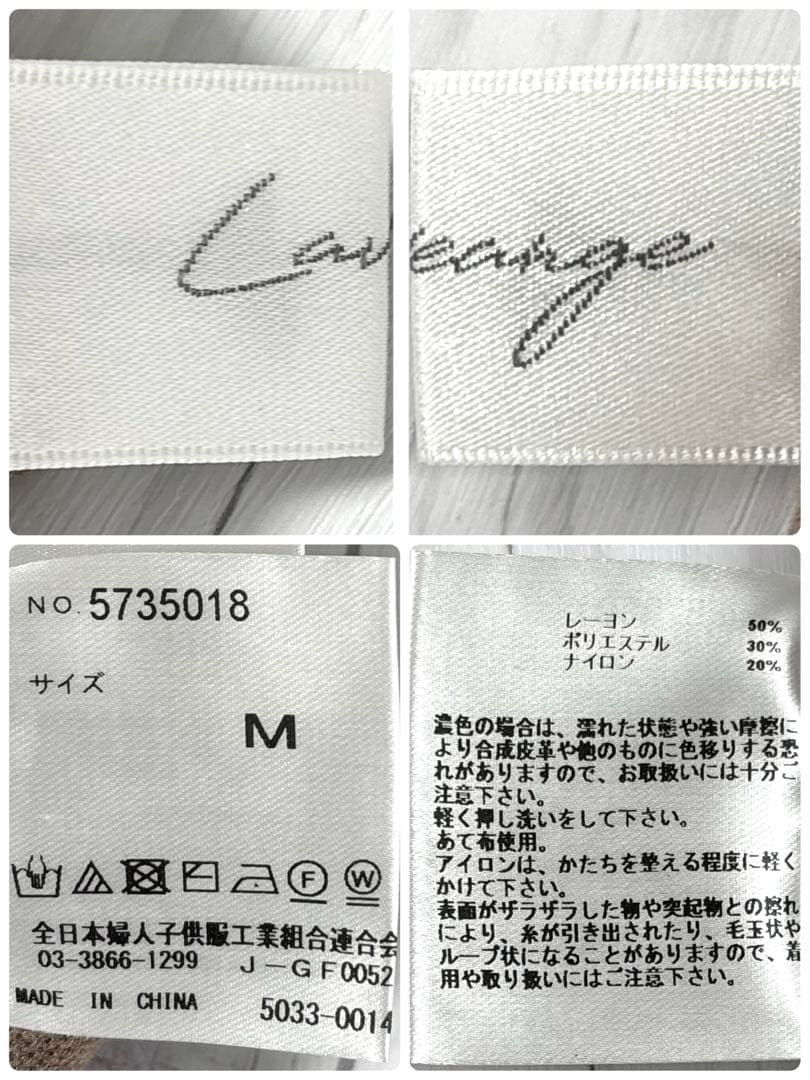 Lav
eange
NO. 5735018
サイズ
M
F W
全日本婦人子供服工業組合連合会
03-3866-1299 J-GF0052
MADE IN CHINA 5033-0014
レーヨン 50%
ポリエステル 30%
ナイロン 20%
濃色の場合は、濡れた状態や強い摩擦に
より合成皮革や他のものに色移りする恐
れがありますので、お取扱いには十分ご
注意下さい。
軽く押し洗いをして下さい。
あて布使用。
アイロンは、かたちを整える程度に軽く
かけて下さい。
表面がザラザラした物や突起物との擦れ
により、糸が引き出されたり、毛玉状や
ループ状になることがありますので、着
用や取り扱いにはご注意下さい。